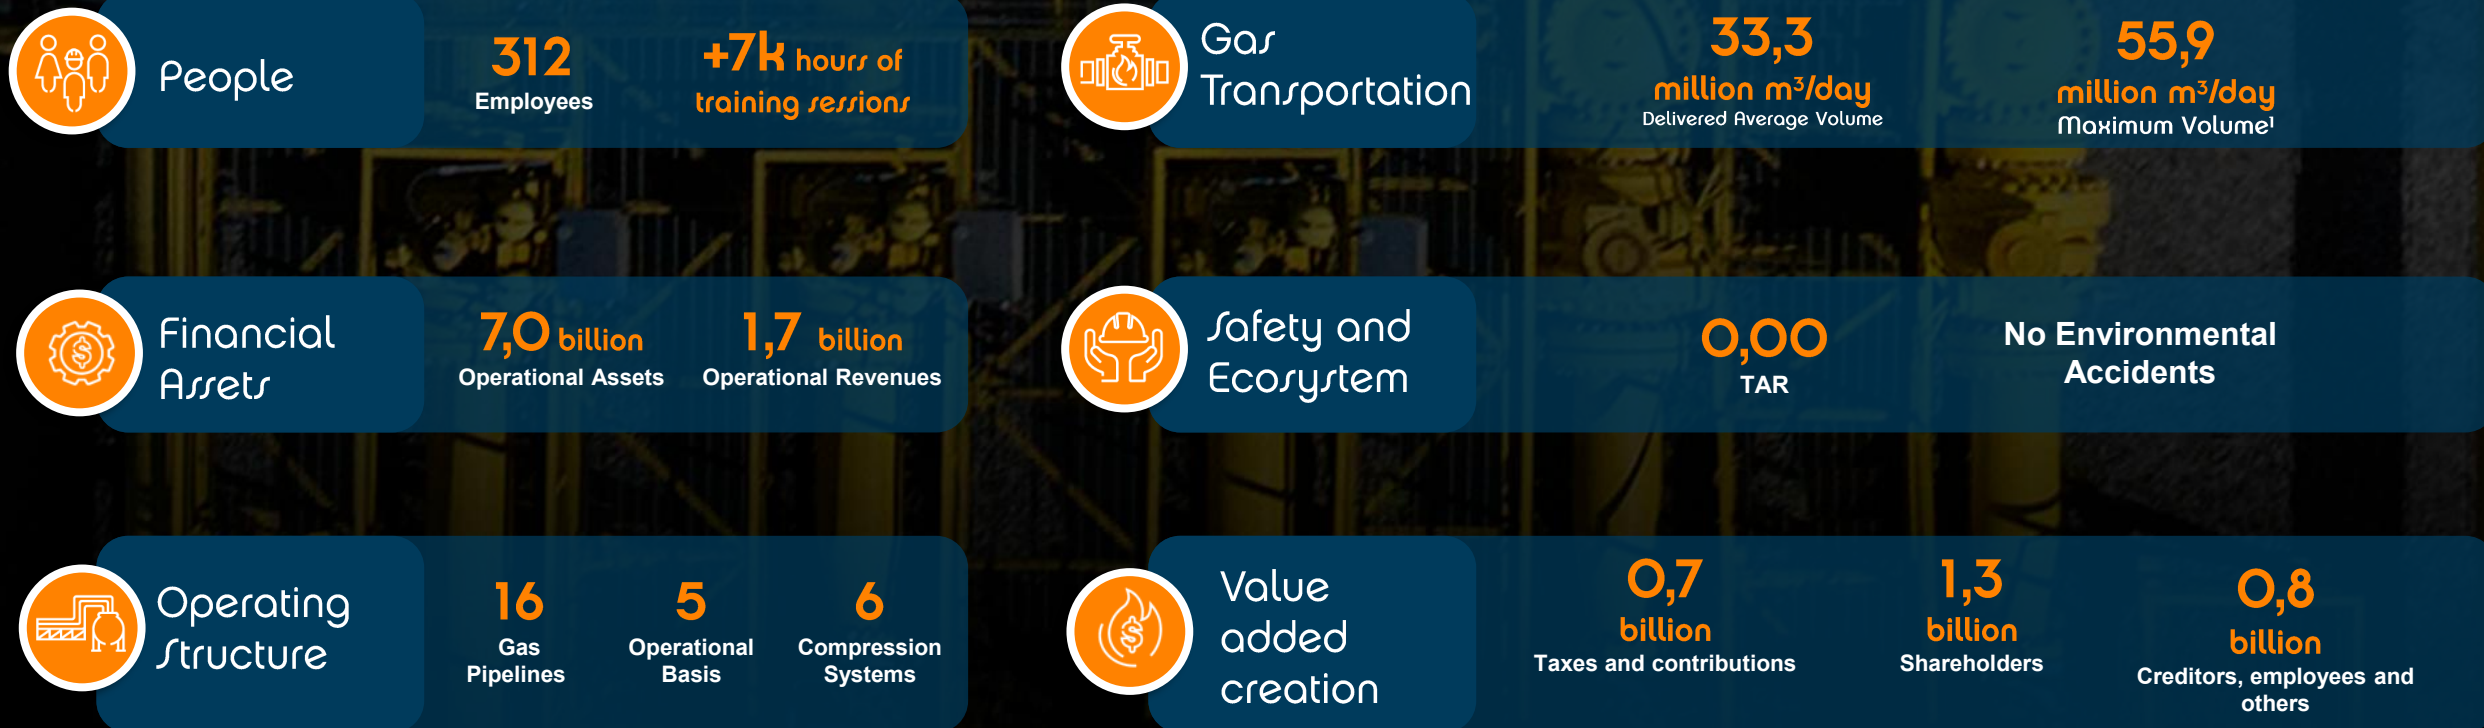 People
312
Employees
+7k hours of
training sessions
Gas
Transportation
33,3
million m³/day
Delivered Average Volume
55,9
million m³/day
Maximum Volume¹
Financial
Assets
7,0 billion
Operational Assets
1,7 billion
Operational Revenues
Safety and
Ecosystem
0,00
TAR
No Environmental
Accidents
Operating
Structure
16
Gas
Pipelines
5
Operational
Basis
6
Compression
Systems
Value
added
creation
0,7
billion
Taxes and contributions
1,3
billion
Shareholders
0,8
billion
Creditors, employees and
others